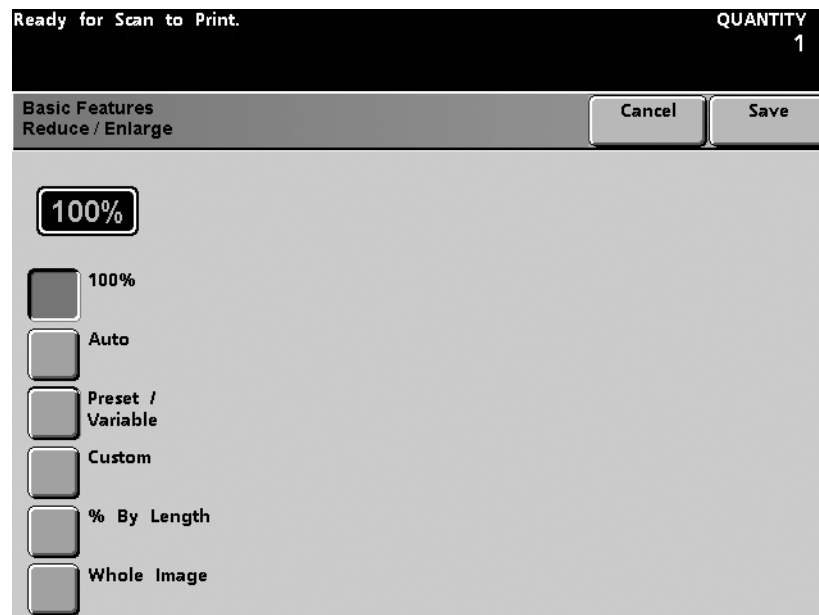 Ready for Scan to Print.
QUANTITY
1
Basic Features
Reduce / Enlarge
Cancel
Save
100%
100%
Auto
Preset /
Variable
Custom
% By Length
Whole Image